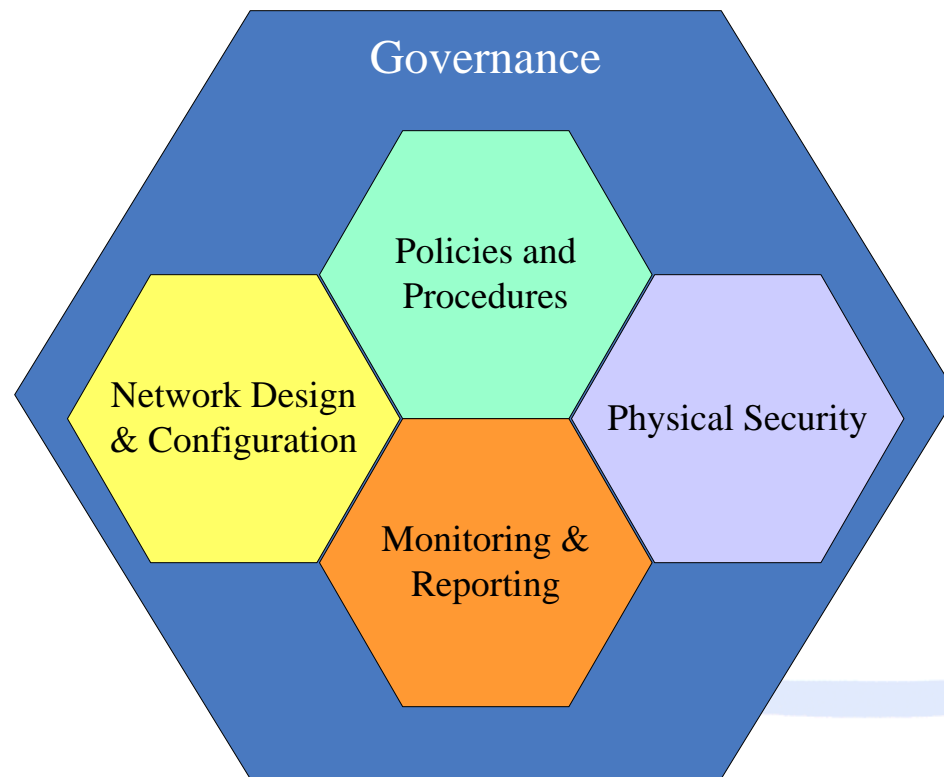 Governance
Policies and
Procedures
Network Design
& Configuration
Physical Security
Monitoring &
Reporting